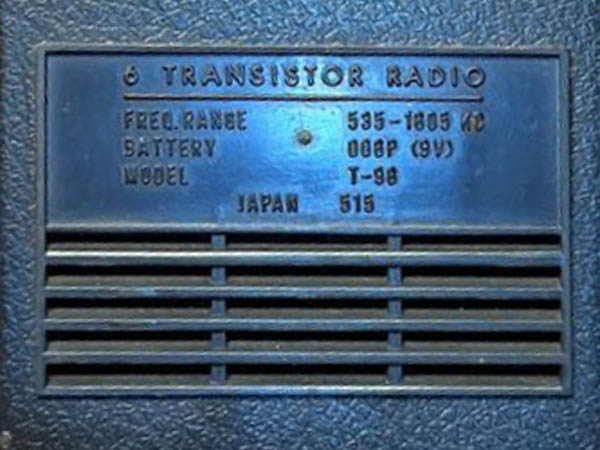 6 TRANSISTOR RADIO
FREQ. RANGE 535-1605 KC
BATTERY 006P (9V)
MODEL T-96
JAPAN 515